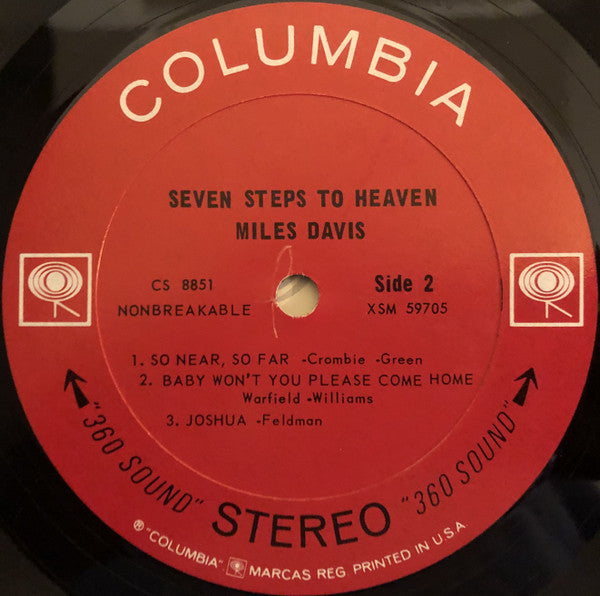 COLUMBIA
SEVEN STEPS TO HEAVEN
MILES DAVIS
CS 8851
NONBREAKABLE
Side 2
XSM 59705
1. SO NEAR, SO FAR -Crombie -Green
2. BABY WON'T YOU PLEASE COME HOME
Warfield -Williams
3. JOSHUA -Feldman
"360 SOUND" STEREO "360 SOUND"
® "COLUMBIA" MARCAS REG. PRINTED IN U.S.A.